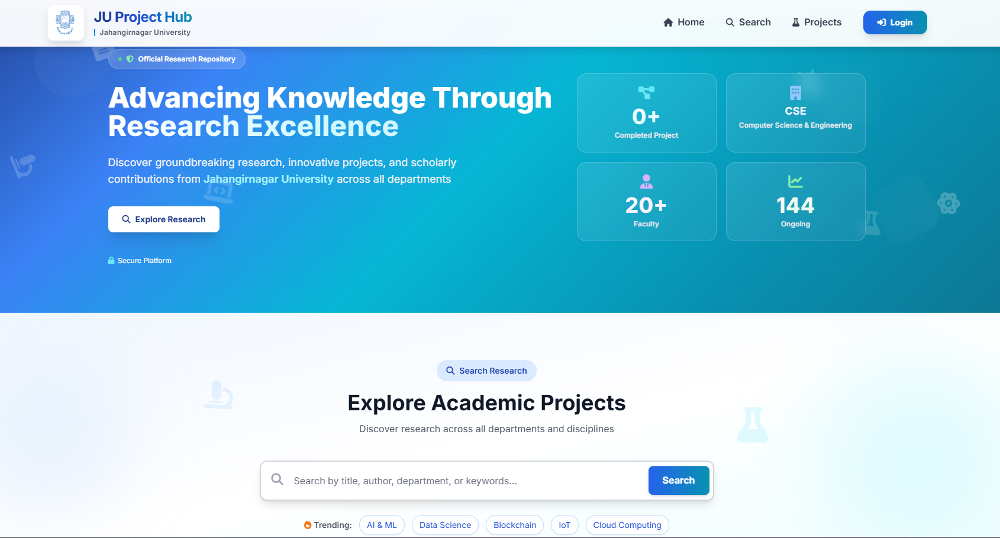 JU Project Hub
Jahangirnagar University
Home
Search
Projects
Login
Official Research Repository
Advancing Knowledge Through
Research Excellence
Discover groundbreaking research, innovative projects, and scholarly
contributions from Jahangirnagar University across all departments
Explore Research
Secure Platform
0+
Completed Project
CSE
Computer Science & Engineering
20+
Faculty
144
Ongoing
Search Research
Explore Academic Projects
Discover research across all departments and disciplines
Search by title, author, department, or keywords...
Search
Trending:
AI & ML
Data Science
Blockchain
IoT
Cloud Computing